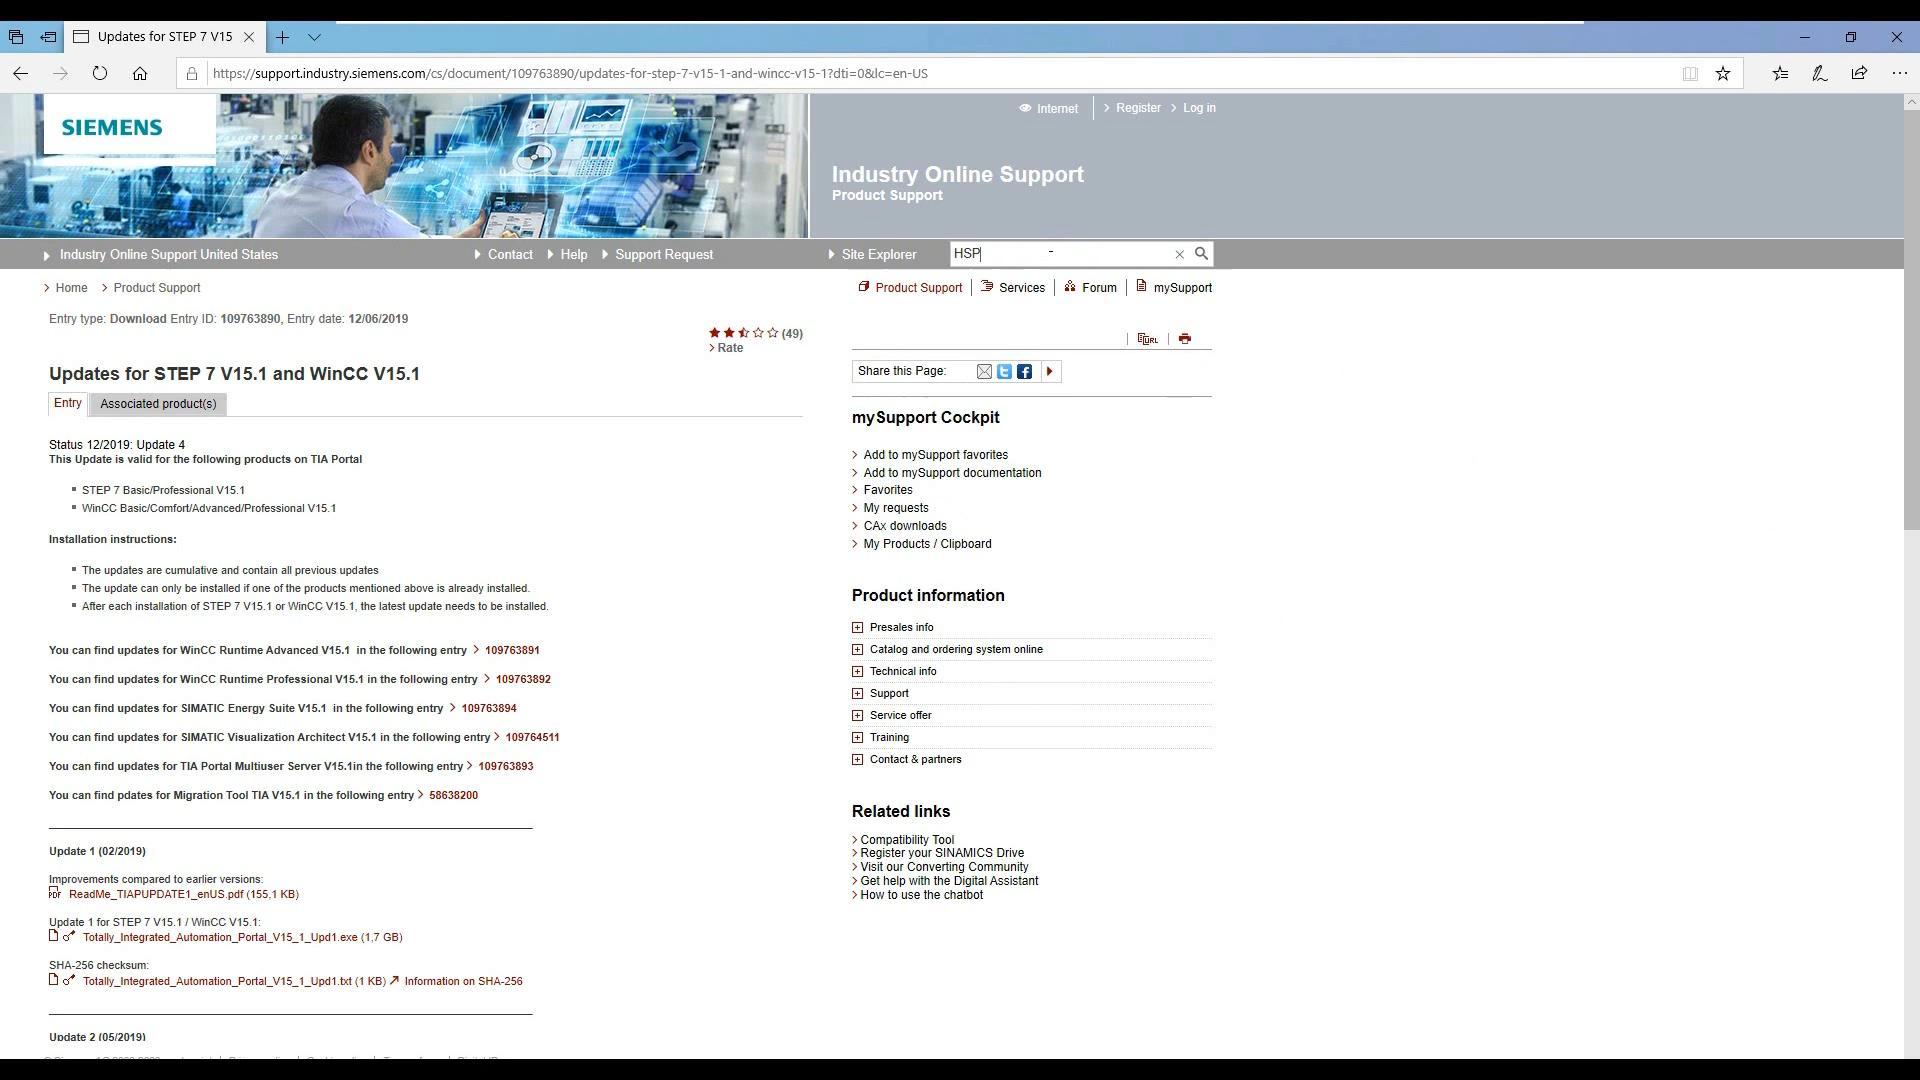 Updates for STEP 7 V15
https://support.industry.siemens.com/cs/document/109763890/updates-for-step-7-v15-1-and-wincc-v15-1?dti=0&lc=en-US
SIEMENS
Internet
Register
Log in
Industry Online Support
Product Support
Industry Online Support United States
Contact
Help
Support Request
Site Explorer
HSP
Home
Product Support
Product Support
Services
Forum
mySupport
Entry type: Download Entry ID: 109763890, Entry date: 12/06/2019
(49)
Rate
URL
Updates for STEP 7 V15.1 and WinCC V15.1
Share this Page:
Entry
Associated product(s)
mySupport Cockpit
Status 12/2019: Update 4
This Update is valid for the following products on TIA Portal
STEP 7 Basic/Professional V15.1
WinCC Basic/Comfort/Advanced/Professional V15.1
Installation instructions:
The updates are cumulative and contain all previous updates
The update can only be installed if one of the products mentioned above is already installed.
After each installation of STEP 7 V15.1 or WinCC V15.1, the latest update needs to be installed.
You can find updates for WinCC Runtime Advanced V15.1 in the following entry > 109763891
You can find updates for WinCC Runtime Professional V15.1 in the following entry > 109763892
You can find updates for SIMATIC Energy Suite V15.1 in the following entry > 109763894
You can find updates for SIMATIC Visualization Architect V15.1 in the following entry > 109764511
You can find updates for TIA Portal Multiuser Server V15.1in the following entry > 109763893
You can find pdates for Migration Tool TIA V15.1 in the following entry > 58638200
Update 1 (02/2019)
Improvements compared to earlier versions:
PDF ReadMe_TIAPUPDATE1_enUS.pdf (155,1 KB)
Update 1 for STEP 7 V15.1 / WinCC V15.1:
Totally_Integrated_Automation_Portal_V15_1_Upd1.exe (1,7 GB)
SHA-256 checksum:
Totally_Integrated_Automation_Portal_V15_1_Upd1.txt (1 KB) Information on SHA-256
Update 2 (05/2019)
Add to mySupport favorites
Add to mySupport documentation
Favorites
My requests
CAx downloads
My Products / Clipboard
Product information
Presales info
Catalog and ordering system online
Technical info
Support
Service offer
Training
Contact & partners
Related links
Compatibility Tool
Register your SINAMICS Drive
Visit our Converting Community
Get help with the Digital Assistant
How to use the chatbot